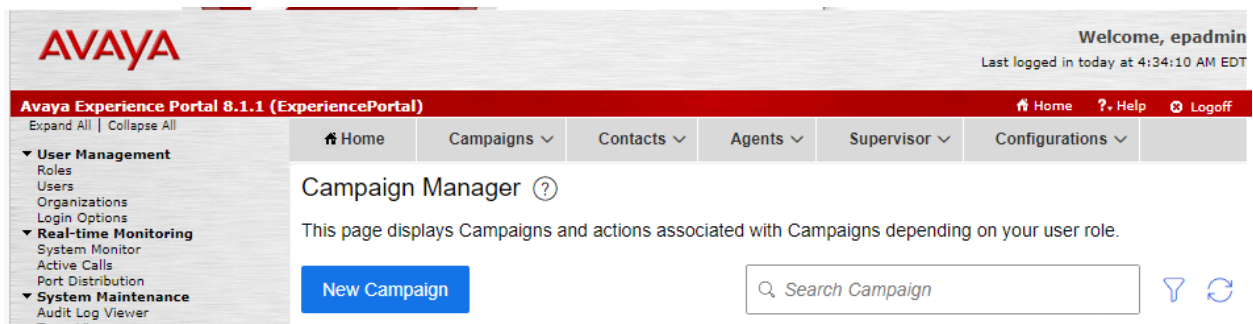 AVAYA
Welcome, epadmin
Last logged in today at 4:34:10 AM EDT
Avaya Experience Portal 8.1.1 (ExperiencePortal)
Home ? Help Logoff
Expand All | Collapse All
Home Campaigns Contacts Agents Supervisor Configurations
User Management
Roles
Users
Organizations
Login Options
Real-time Monitoring
System Monitor
Active Calls
Port Distribution
System Maintenance
Audit Log Viewer
Campaign Manager ?
This page displays Campaigns and actions associated with Campaigns depending on your user role.
New Campaign
Search Campaign